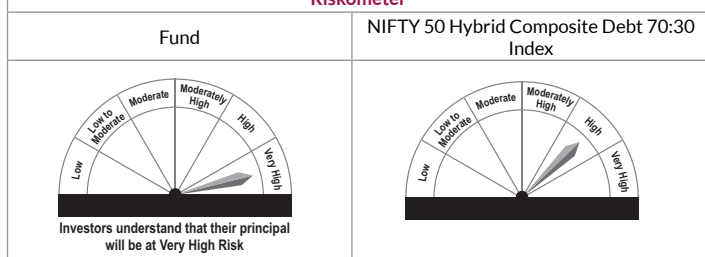 Riskometer
Fund
NIFTY 50 Hybrid Composite Debt 70:30
Index
Low
Low to
Moderate
Moderate
Moderately
High
High
Very High
Investors understand that their principal
will be at Very High Risk
Low
Low to
Moderate
Moderate
Moderately
High
High
Very High